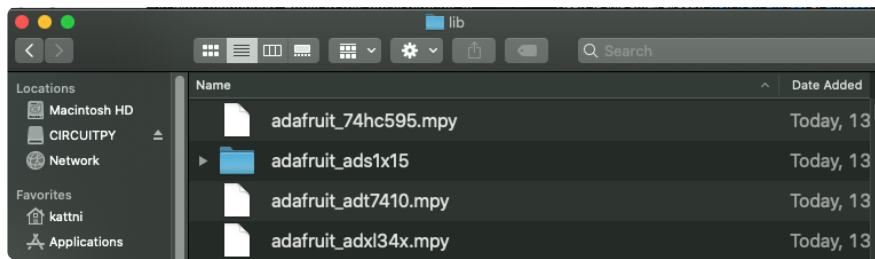 lib
Search
Locations
Macintosh HD
CIRCUITPY
Network
Favorites
kattni
Applications
Name
Date Added
adafruit_74hc595.mpy
Today, 13
adafruit_ads1x15
Today, 13
adafruit_adt7410.mpy
Today, 13
adafruit_adxl34x.mpy
Today, 13